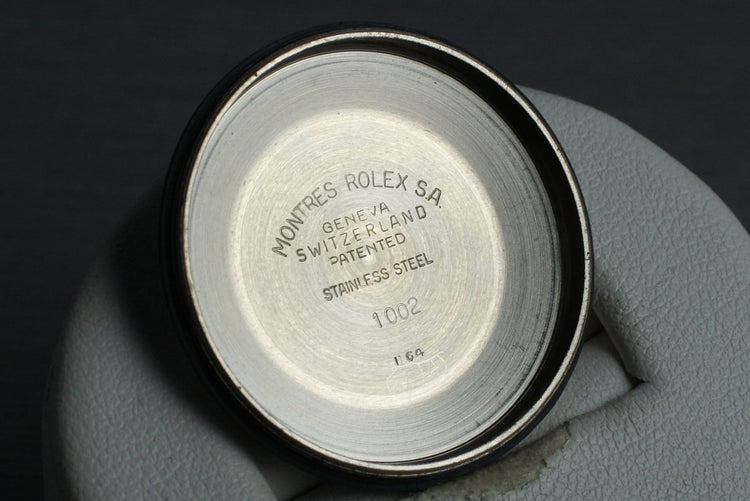 MONTRES ROLEX S.A.
GENEVA
SWITZERLAND
PATENTED
STAINLESS STEEL
1002
I 64